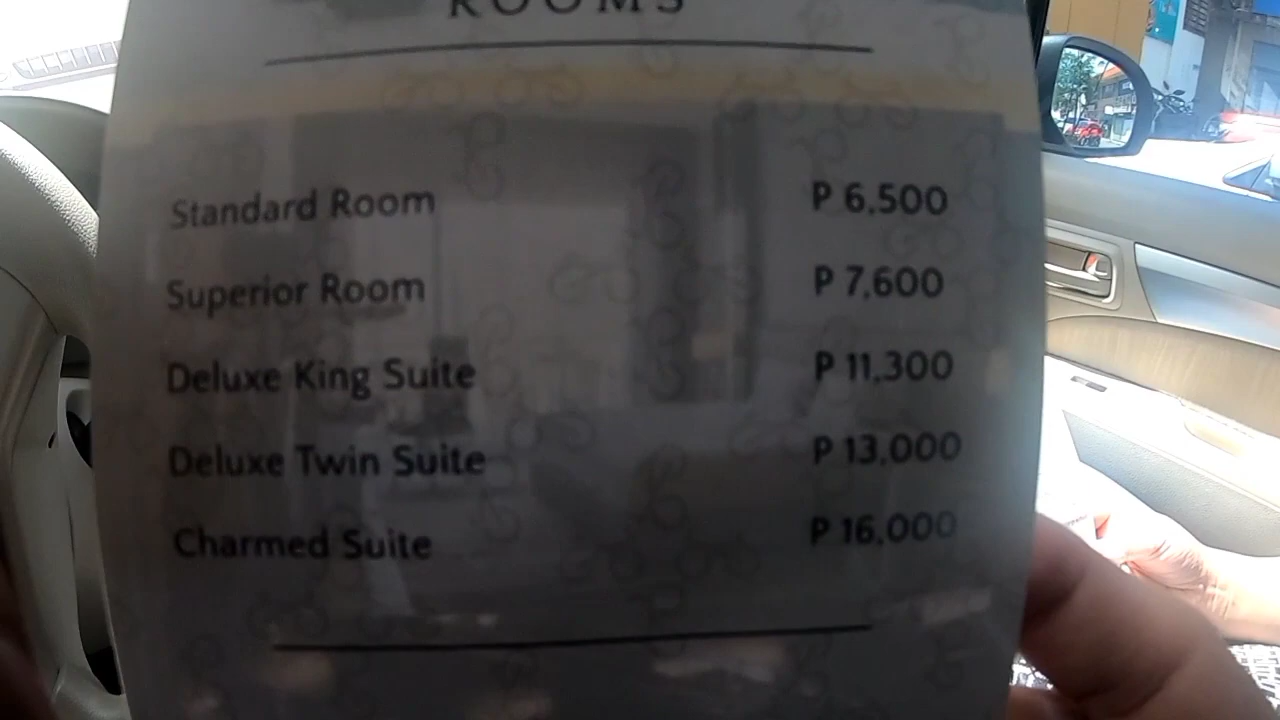 ROOMS
Standard Room P 6,500
Superior Room P 7,600
Deluxe King Suite P 11,300
Deluxe Twin Suite P 13,000
Charmed Suite P 16,000